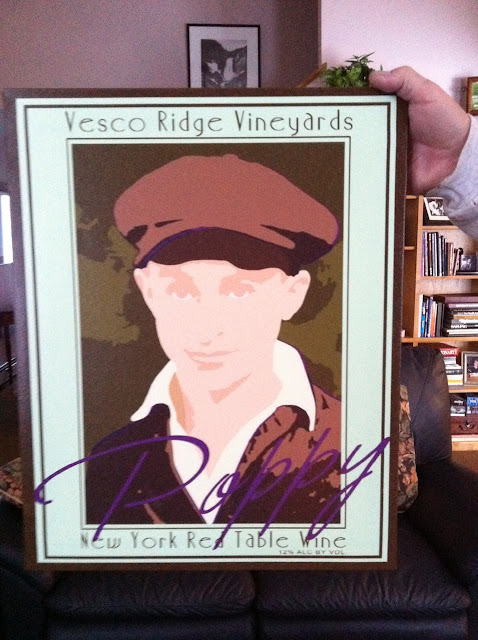 Vesco Ridge Vineyards
Poppy
New York Red Table Wine
12% ALC BY VOL.